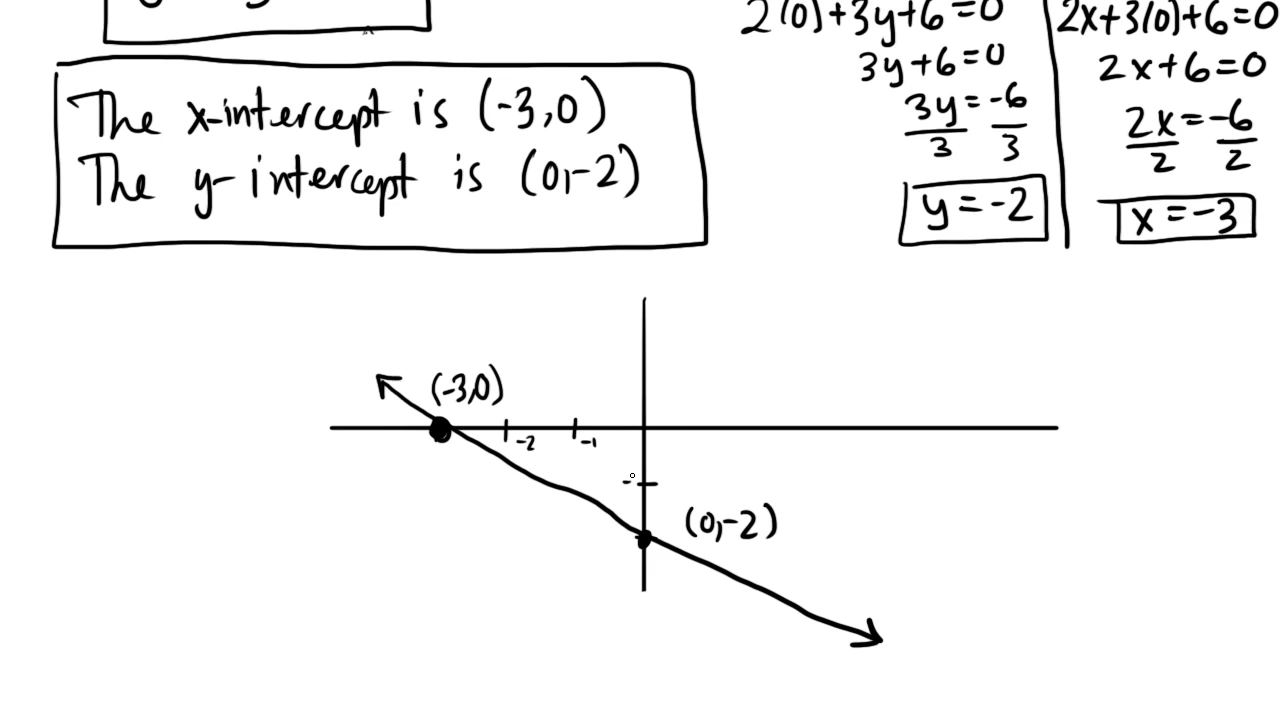 The x-intercept is (-3,0)
The y-intercept is (0,-2)
2(0)+3y+6=0
3y+6=0
3y=-6
3 3
y=-2
2x+3(0)+6=0
2x+6=0
2x=-6
2 2
x=-3
(-3,0)
-2 -1
(0,-2)